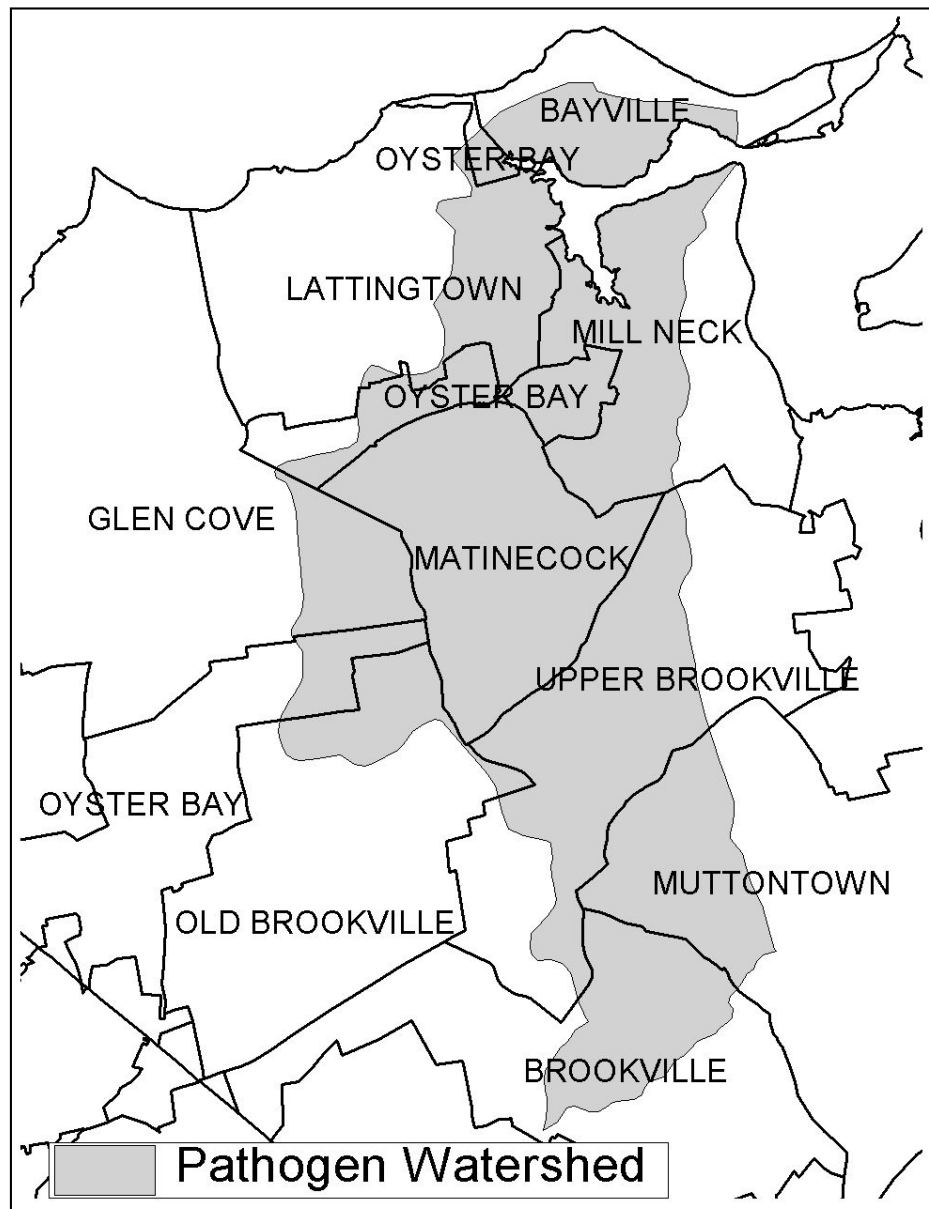 BAYVILLE
OYSTER BAY
LATTINGTOWN
MILL NECK
OYSTER BAY
GLEN COVE
MATINECOCK
UPPER BROOKVILLE
OYSTER BAY
MUTTONTOWN
OLD BROOKVILLE
BROOKVILLE
Pathogen Watershed